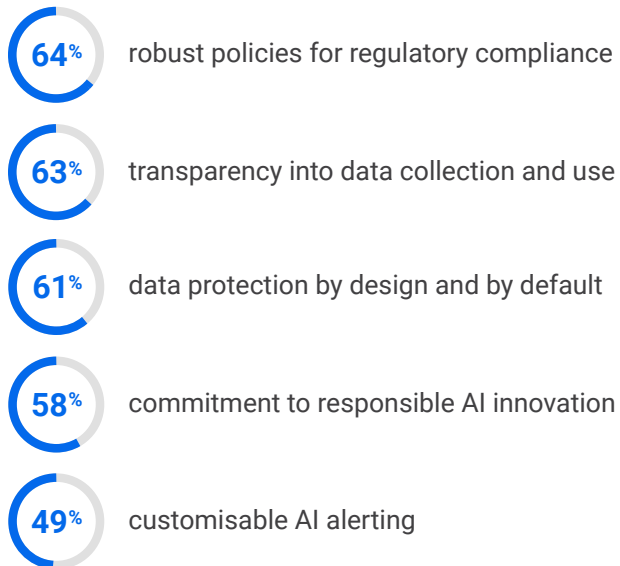 64% robust policies for regulatory compliance
63% transparency into data collection and use
61% data protection by design and by default
58% commitment to responsible AI innovation
49% customisable AI alerting